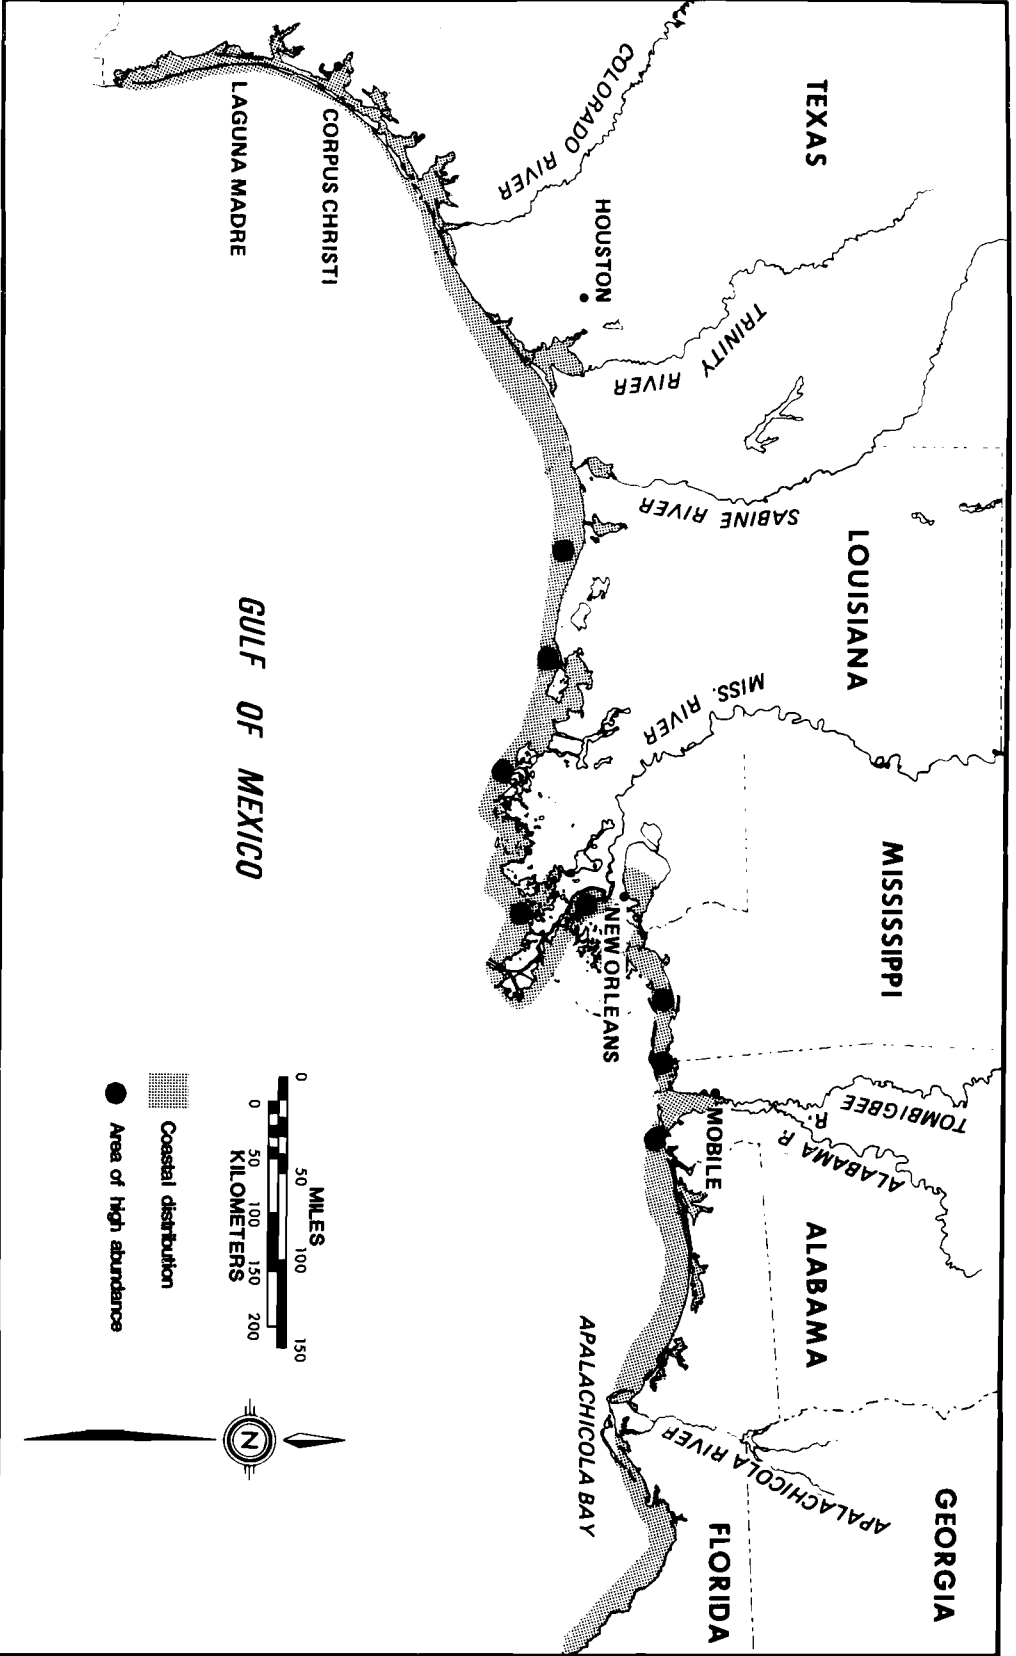 TEXAS
LOUISIANA
MISSISSIPPI
ALABAMA
GEORGIA
FLORIDA
COLORADO RIVER
TRINITY RIVER
SABINE RIVER
MISS. RIVER
TOMBIGBEE R.
ALABAMA R
APALACHICOLA RIVER
HOUSTON
NEW ORLEANS
MOBILE
CORPUS CHRISTI
LAGUNA MADRE
APALACHICOLA BAY
GULF OF MEXICO
MILES
0 50 100 150
0 50 100 150 200
KILOMETERS
Coastal distribution
Area of high abundance
N